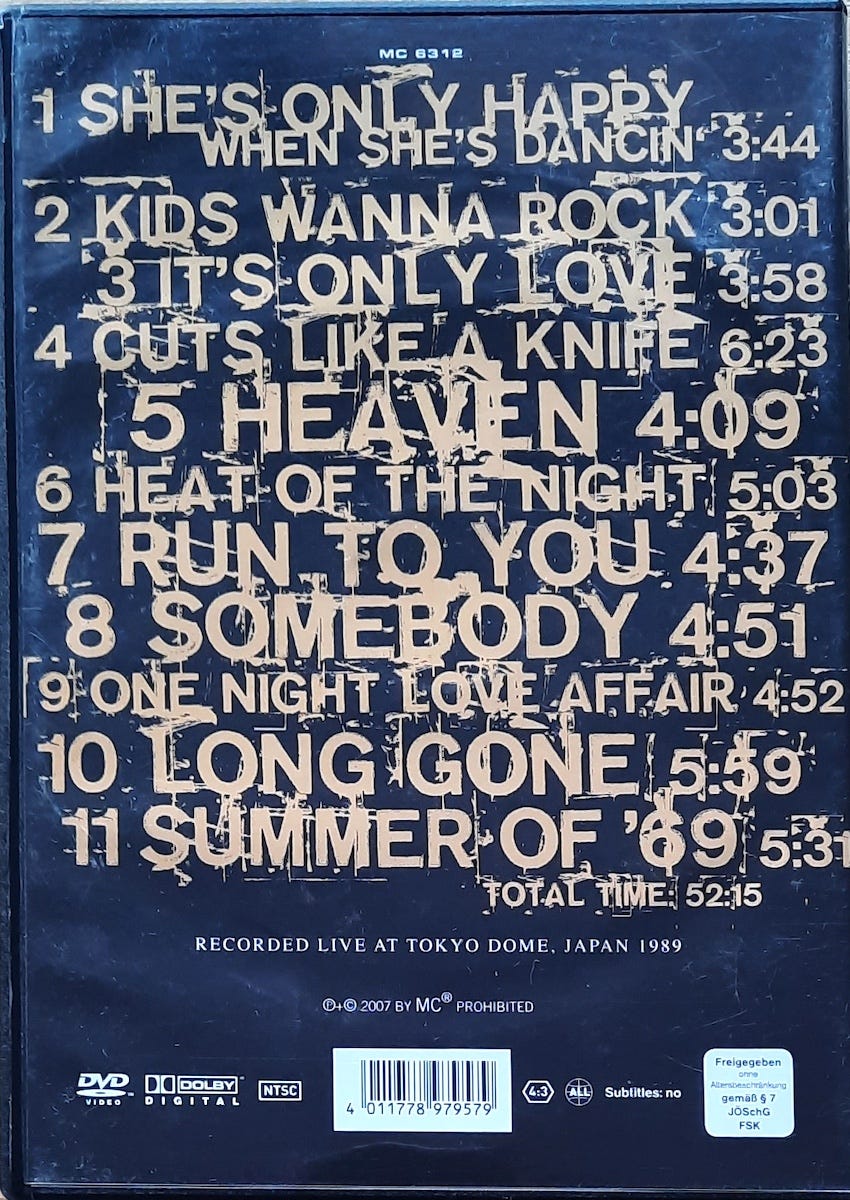 MC 6312
1 SHE'S ONLY HAPPY
WHEN SHE'S DANCIN' 3:44
2 KIDS WANNA ROCK 3:01
3 IT'S ONLY LOVE 3:58
4 CUTS LIKE A KNIFE 6:23
5 HEAVEN 4:09
6 HEAT OF THE NIGHT 5:03
7 RUN TO YOU 4:37
8 SOMEBODY 4:51
9 ONE NIGHT LOVE AFFAIR 4:52
10 LONG GONE 5:59
11 SUMMER OF '69 5:31
TOTAL TIME: 52:15
RECORDED LIVE AT TOKYO DOME, JAPAN 1989
℗+© 2007 BY MC® PROHIBITED
DVD VIDEO ™
DOLBY ™ DIGITAL
NTSC
4 011778 979579
4:3
ALL
Subtitles: no
Freigegeben
ohne
Altersbeschränkung
gemäß § 7
JÖSchG
FSK